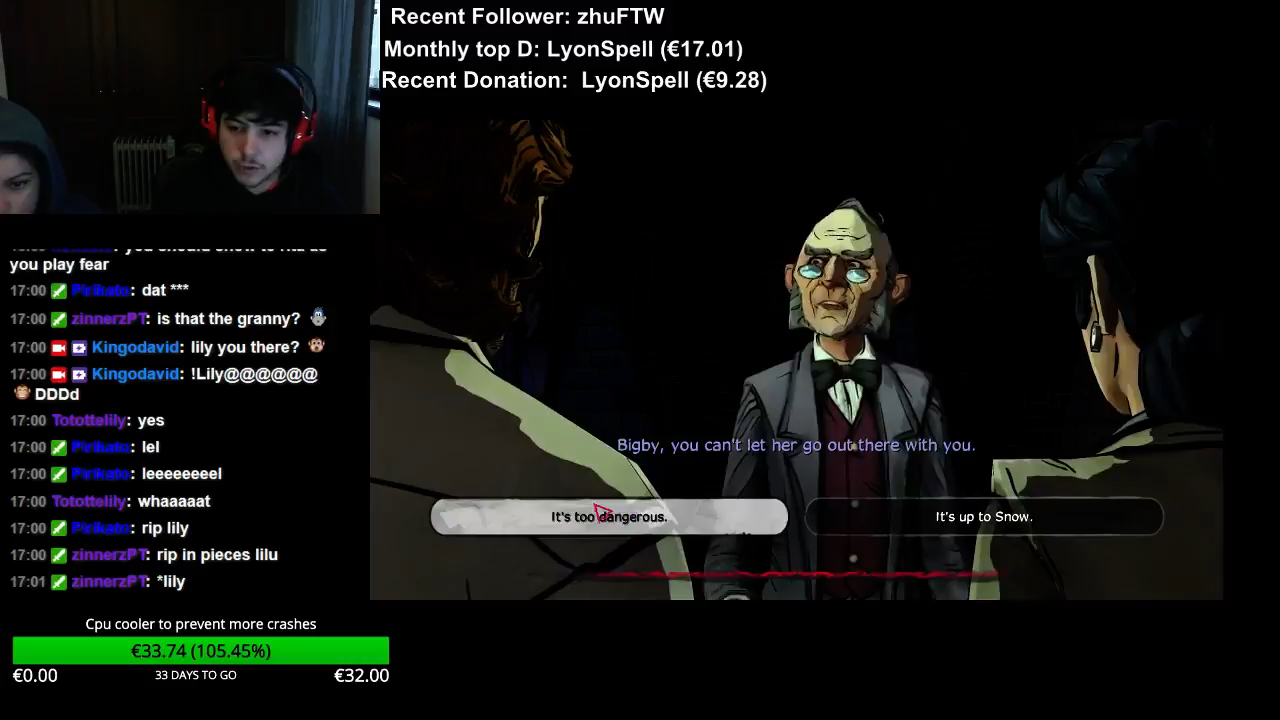 Recent Follower: zhuFTW
Monthly top D: LyonSpell (€17.01)
Recent Donation: LyonSpell (€9.28)
you play fear
17:00 Pirikato: dat ***
17:00 zinnerzPT: is that the granny?
17:00 Kingodavid: lily you there?
17:00 Kingodavid: !Lily@@@@@@
DDDd
17:00 Totottelily: yes
17:00 Pirikato: lel
17:00 Pirikato: leeeeeeeel
17:00 Totottelily: whaaaaat
17:00 Pirikato: rip lily
17:00 zinnerzPT: rip in pieces lilu
17:01 zinnerzPT: *lily
Bigby, you can't let her go out there with you.
It's too dangerous.
It's up to Snow.
Cpu cooler to prevent more crashes
€33.74 (105.45%)
€0.00 33 DAYS TO GO €32.00